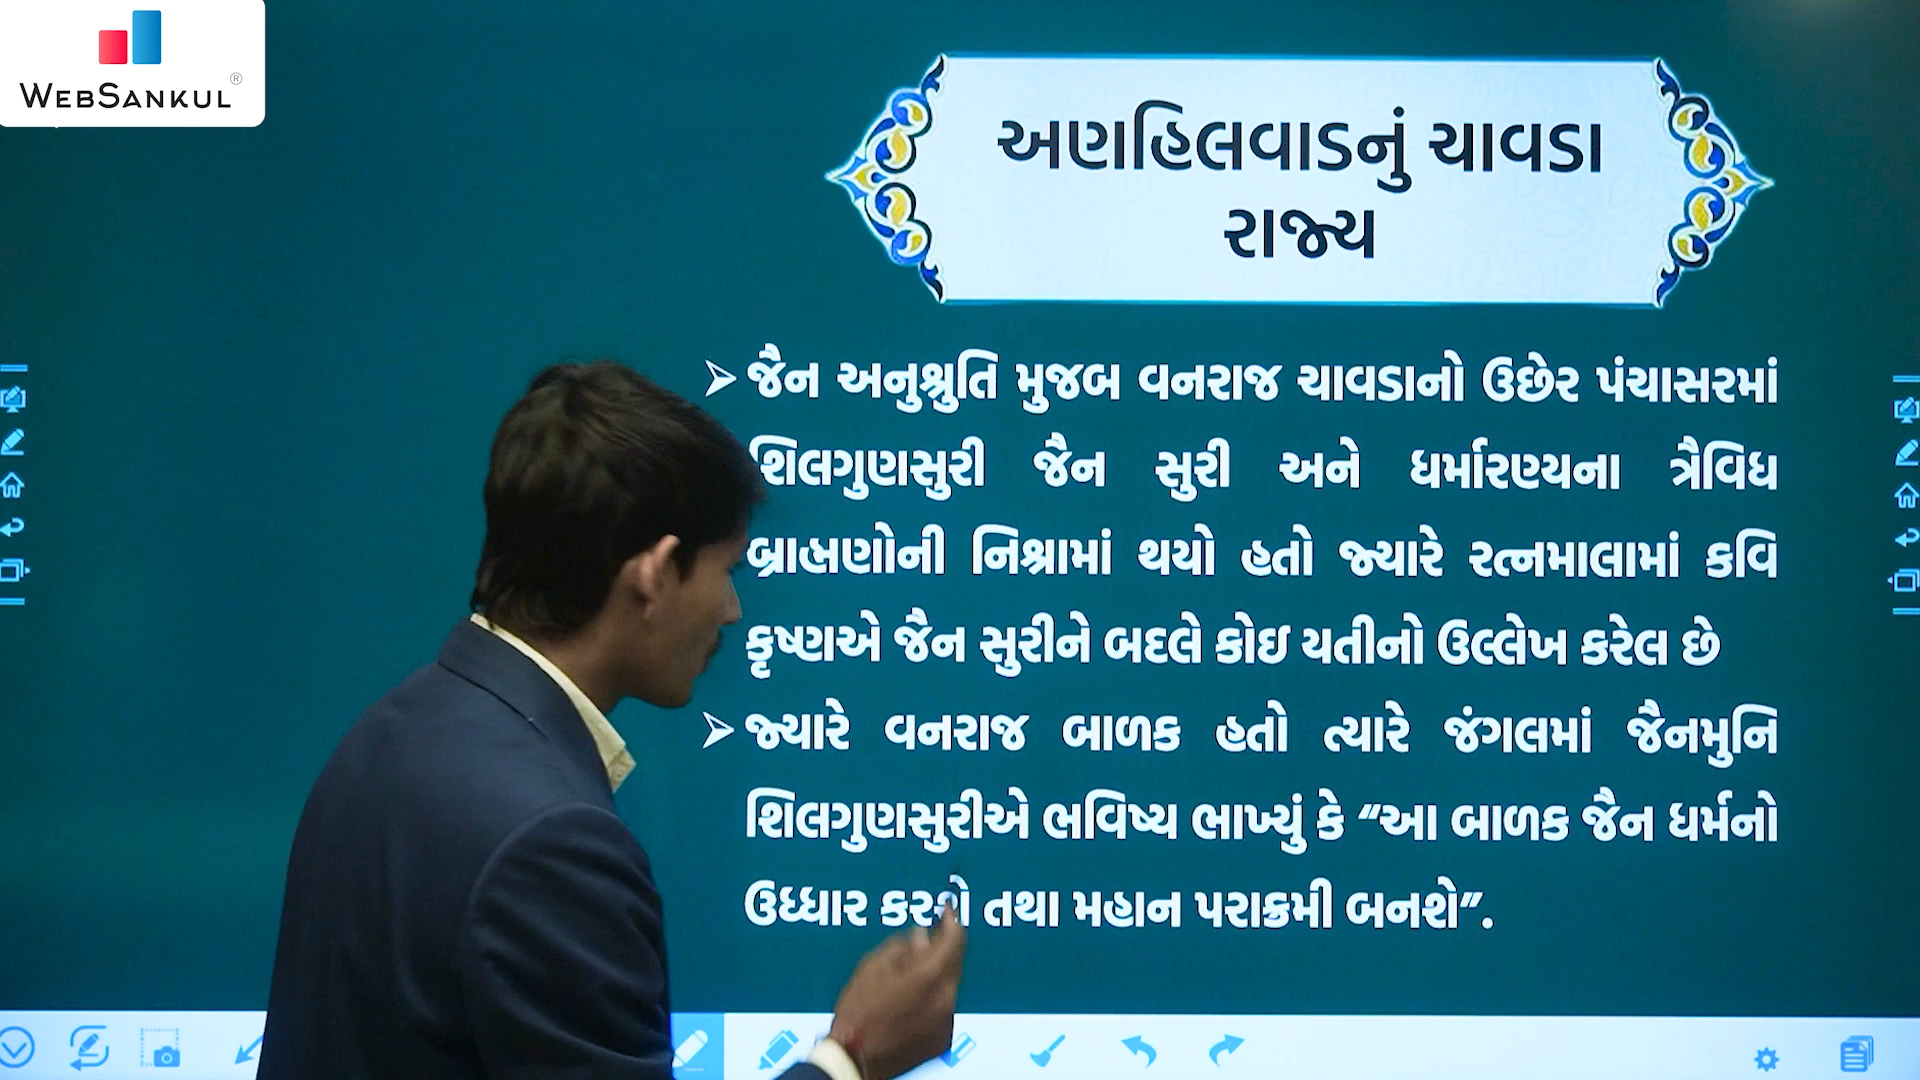 WEBSANKUL®
અણહિલવાડનું ચાવડા
રાજ્ય
➢ જૈન અનુશ્રુતિ મુજબ વનરાજ ચાવડાનો ઉછેર પંચાસરમાં
શિલગુણસુરી જૈન સુરી અને ધર્મારણ્યના ત્રૈવિધ
બ્રાહ્મણોની નિશ્રામાં થયો હતો જ્યારે રત્નમાલામાં કવિ
કૃષ્ણએ જૈન સુરીને બદલે કોઇ યતીનો ઉલ્લેખ કરેલ છે
➢ જ્યારે વનરાજ બાળક હતો ત્યારે જંગલમાં જૈનમુનિ
શિલગુણસુરીએ ભવિષ્ય ભાખ્યું કે “આ બાળક જૈન ધર્મનો
ઉધ્ધાર કરશે તથા મહાન પરાક્રમી બનશે”.